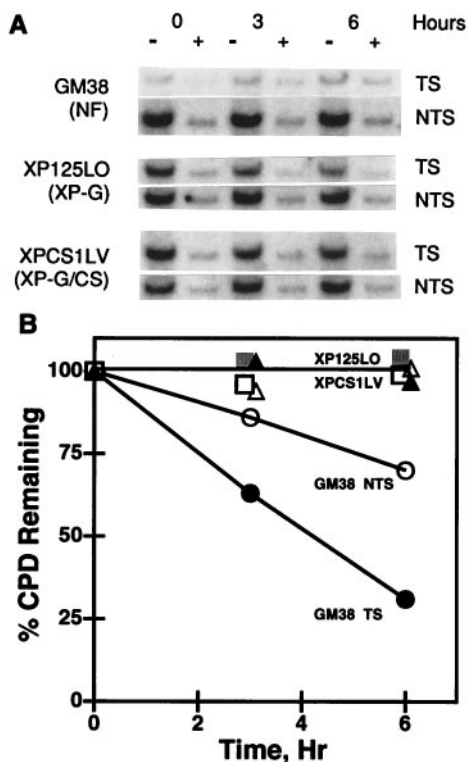 A
0 3 6 Hours
- + - + - +
GM38
(NF)
TS
NTS
XP125LO
(XP-G)
TS
NTS
XPCS1LV
(XP-G/CS)
TS
NTS
B
% CPD Remaining
100
75
50
25
0
XP125LO
XPCS1LV
GM38 NTS
GM38 TS
0 2 4 6
Time, Hr